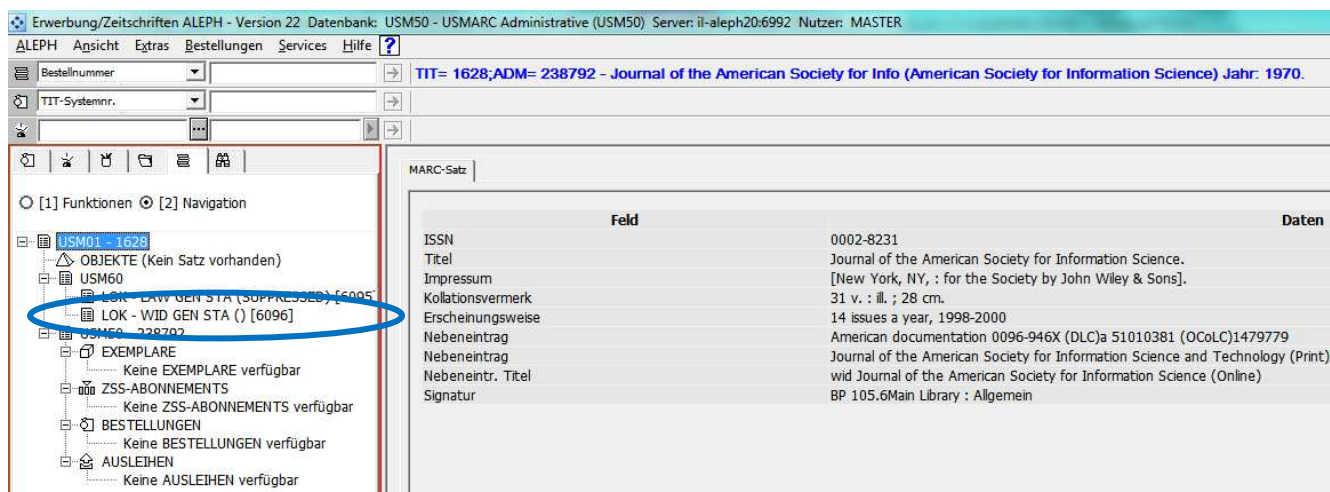 Erwerbung/Zeitschriften ALEPH - Version 22 Datenbank: USM50 - USMARC Administrative (USM50) Server: il-aleph20:6992 Nutzer: MASTER
ALEPH Ansicht Extras Bestellungen Services Hilfe ?
Bestellnummer
TIT= 1628;ADM= 238792 - Journal of the American Society for Info (American Society for Information Science) Jahr: 1970.
TIT-Systemnr.
...
[1] Funktionen [2] Navigation
USM01 - 1628
OBJEKTE (Kein Satz vorhanden)
USM60
LOK - LAW GEN STA (SUPPRESSED) [6095]
LOK - WID GEN STA () [6096]
USM50 - 238792
EXEMPLARE
Keine EXEMPLARE verfügbar
ZSS-ABONNEMENTS
Keine ZSS-ABONNEMENTS verfügbar
BESTELLUNGEN
Keine BESTELLUNGEN verfügbar
AUSLEIHEN
Keine AUSLEIHEN verfügbar
MARC-Satz
Feld Daten
ISSN 0002-8231
Titel Journal of the American Society for Information Science.
Impressum [New York, NY, : for the Society by John Wiley & Sons].
Kollationsvermerk 31 v. : ill. ; 28 cm.
Erscheinungsweise 14 issues a year, 1998-2000
Nebeneintrag American documentation 0096-946X (DLC)a 51010381 (OCoLC)1479779
Nebeneintrag Journal of the American Society for Information Science and Technology (Print)
Nebeneintr. Titel wid Journal of the American Society for Information Science (Online)
Signatur BP 105.6Main Library : Allgemein